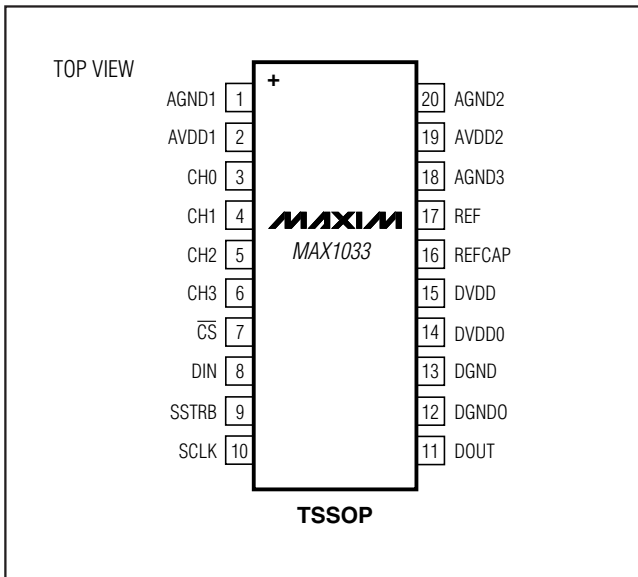 TOP VIEW
+
AGND1 1
AVDD1 2
CH0 3
CH1 4
CH2 5
CH3 6
CS 7
DIN 8
SSTRB 9
SCLK 10
MAXIM
MAX1033
20 AGND2
19 AVDD2
18 AGND3
17 REF
16 REFCAP
15 DVDD
14 DVDD0
13 DGND
12 DGNDO
11 DOUT
TSSOP